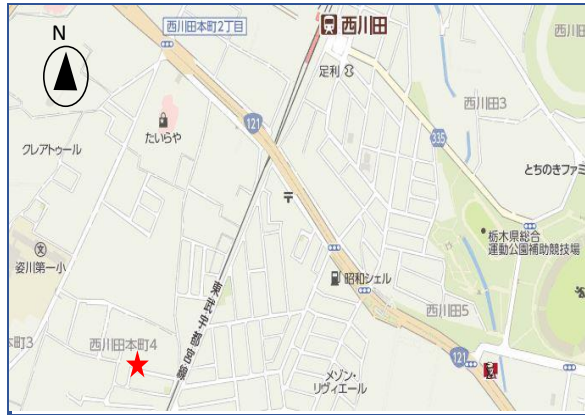 西川田本町2丁目
西川田
西川田
N
足利
121
西川田3
たいらや
335
クレアトゥール
とちのきファミ
〒
栃木県総合
運動公園補助競技場
文
姿川第一小
昭和シェル
東武宇都宮線
西川田5
本町3
西川田本町4
121
メゾン・
リヴィエール